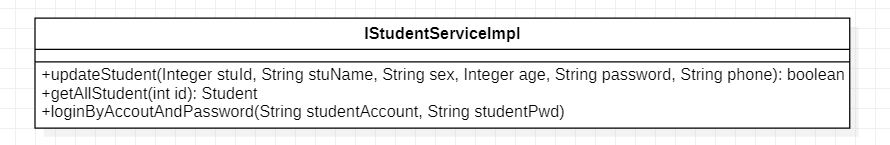 IStudentServiceImpl
+updateStudent(Integer stuId, String stuName, String sex, Integer age, String password, String phone): boolean
+getAllStudent(int id): Student
+loginByAccoutAndPassword(String studentAccount, String studentPwd)